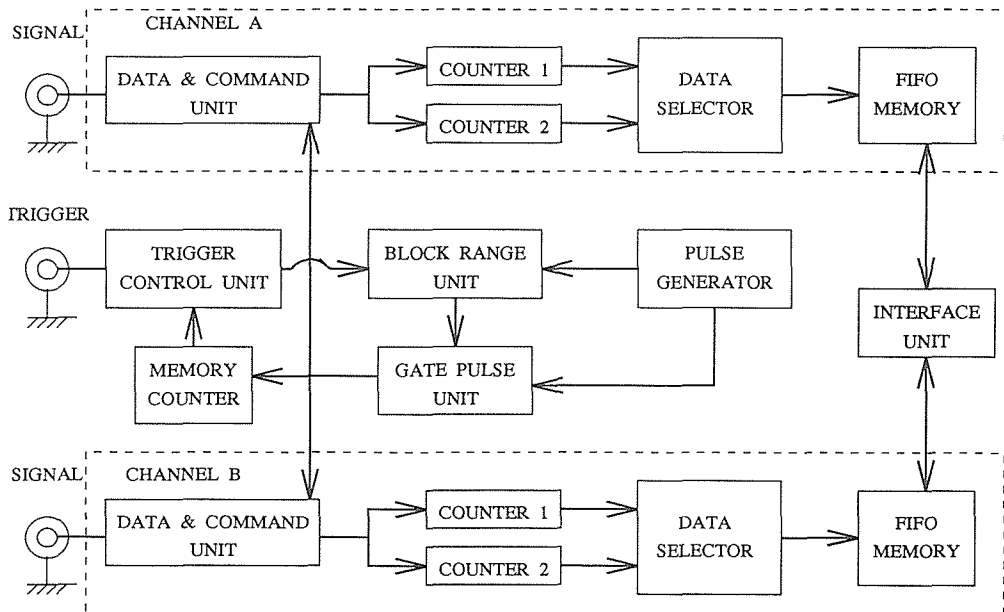 CHANNEL A
SIGNAL
DATA & COMMAND
UNIT
COUNTER 1
COUNTER 2
DATA
SELECTOR
FIFO
MEMORY
TRIGGER
TRIGGER
CONTROL UNIT
BLOCK RANGE
UNIT
PULSE
GENERATOR
INTERFACE
UNIT
MEMORY
COUNTER
GATE PULSE
UNIT
SIGNAL
CHANNEL B
DATA & COMMAND
UNIT
COUNTER 1
COUNTER 2
DATA
SELECTOR
FIFO
MEMORY